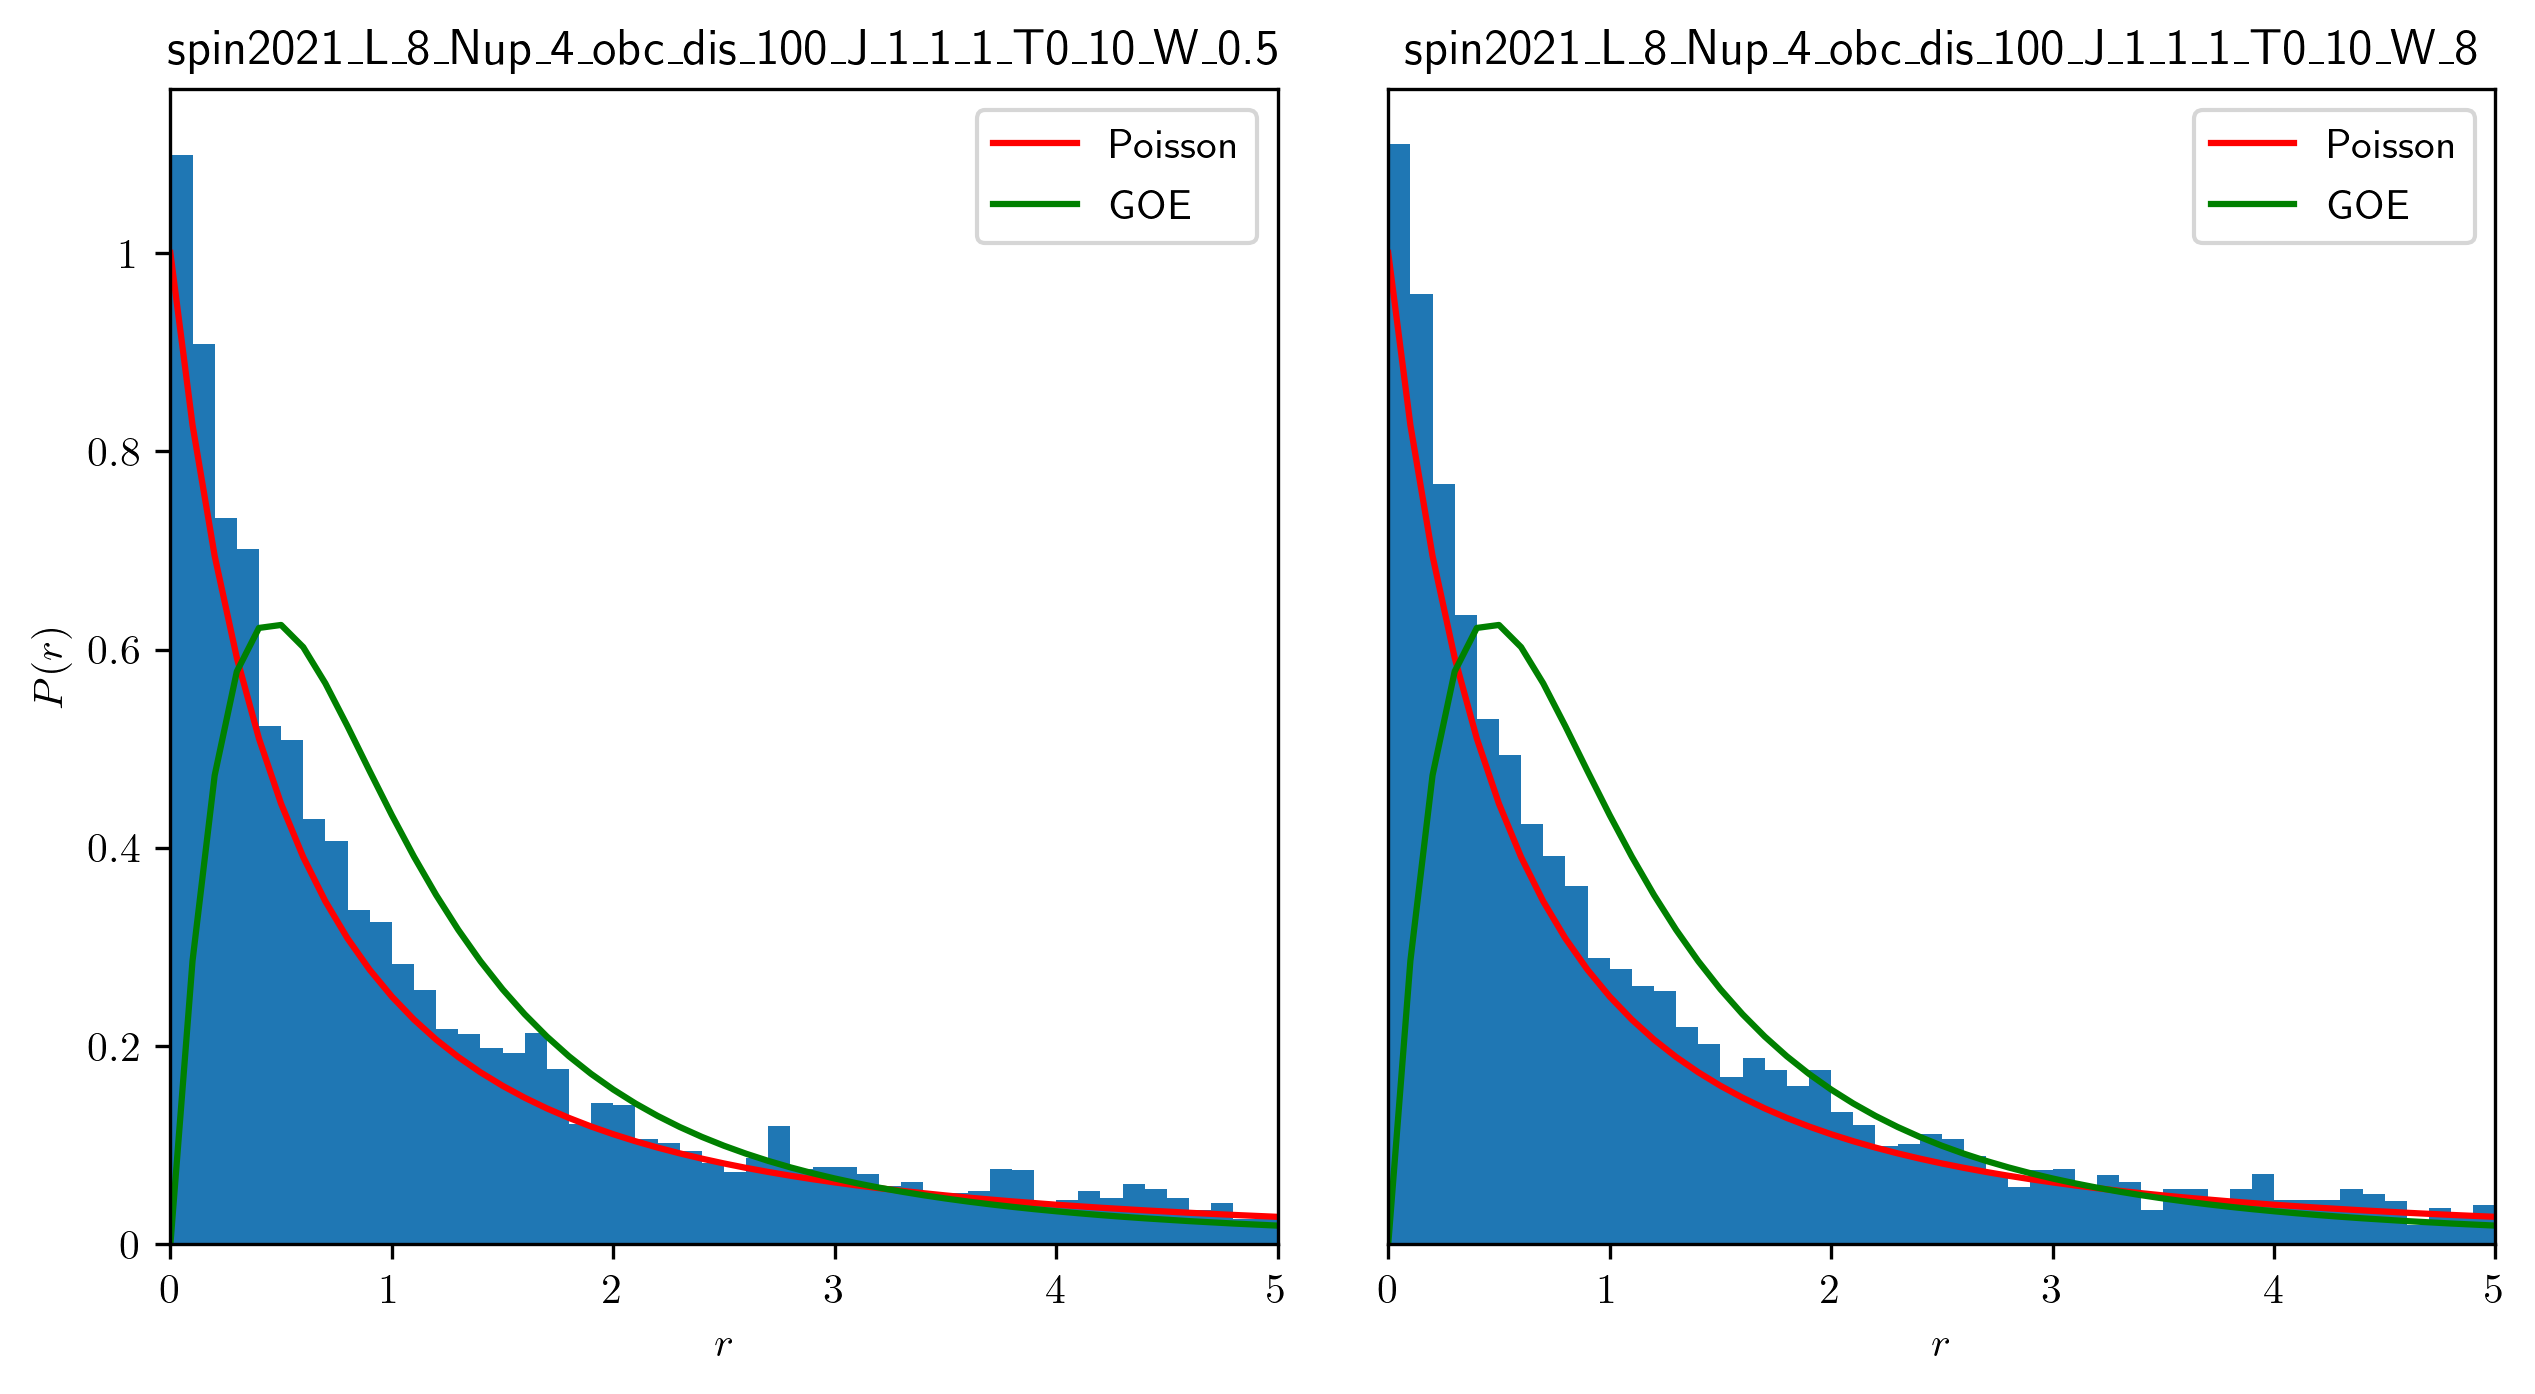 spin2021_L_8_Nup_4_obc_dis_100_J_1_1_1_T0_10_W_0.5
Poisson
GOE
1
0.8
0.6
0.4
0.2
0
P(r)
0 1 2 3 4 5
r
spin2021_L_8_Nup_4_obc_dis_100_J_1_1_1_T0_10_W_8
Poisson
GOE
0 1 2 3 4 5
r